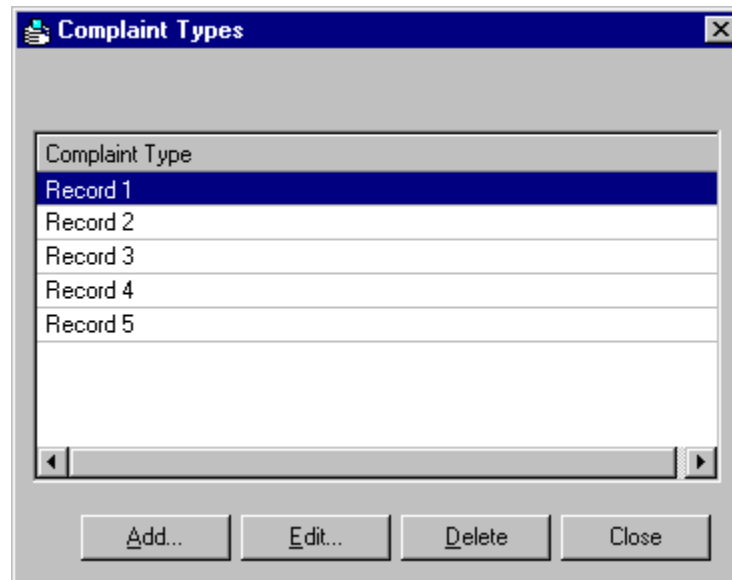 Complaint Types
Complaint Type
Record 1
Record 2
Record 3
Record 4
Record 5
Add... Edit... Delete Close